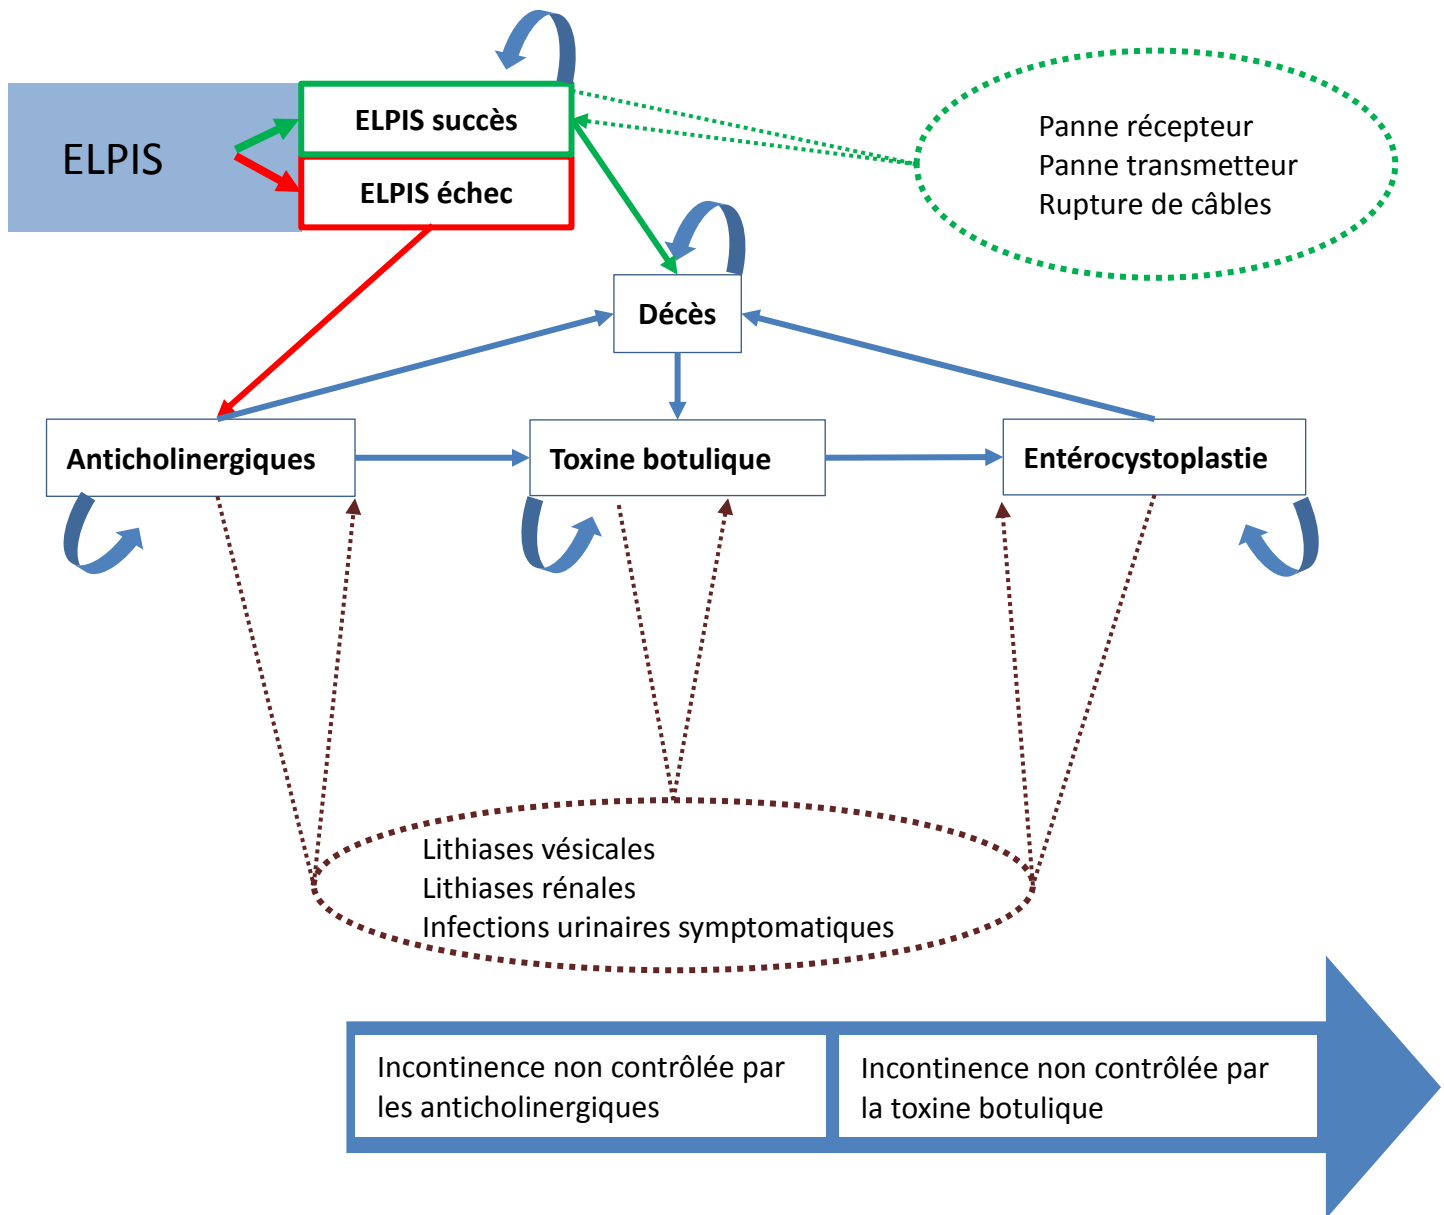 ELPIS
ELPIS succès
ELPIS échec
Panne récepteur
Panne transmetteur
Rupture de câbles
Décès
Anticholinergiques
Toxine botulique
Entérocystoplastie
Lithiases vésicales
Lithiases rénales
Infections urinaires symptomatiques
Incontinence non contrôlée par
les anticholinergiques
Incontinence non contrôlée par
la toxine botulique